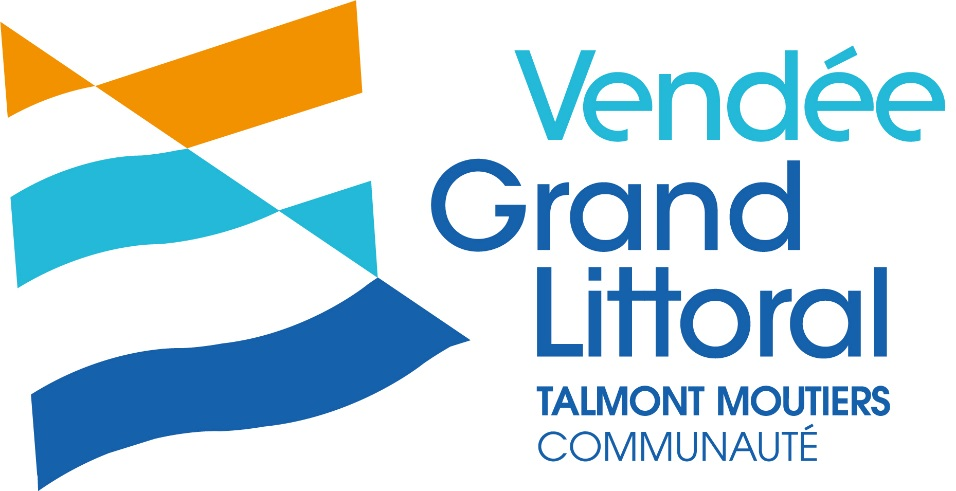 Vendée
Grand
Littoral
TALMONT MOUTIERS
COMMUNAUTÉ